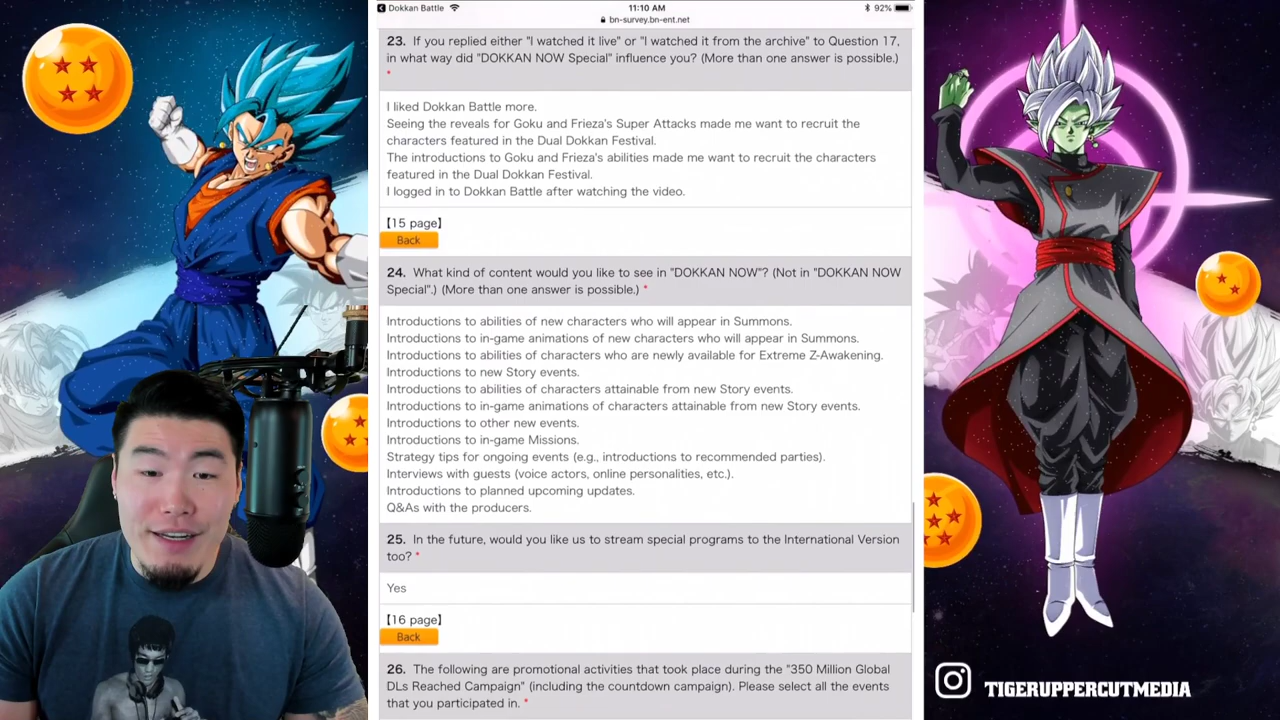 Dokkan Battle
11:10 AM
92%
bn-survey.bn-ent.net
23. If you replied either "I watched it live" or "I watched it from the archive" to Question 17,
in what way did "DOKKAN NOW Special" influence you? (More than one answer is possible.)
*
I liked Dokkan Battle more.
Seeing the reveals for Goku and Frieza's Super Attacks made me want to recruit the
characters featured in the Dual Dokkan Festival.
The introductions to Goku and Frieza's abilities made me want to recruit the characters
featured in the Dual Dokkan Festival.
I logged in to Dokkan Battle after watching the video.
【15 page】
Back
24. What kind of content would you like to see in "DOKKAN NOW"? (Not in "DOKKAN NOW
Special".) (More than one answer is possible.) *
Introductions to abilities of new characters who will appear in Summons.
Introductions to in-game animations of new characters who will appear in Summons.
Introductions to abilities of characters who are newly available for Extreme Z-Awakening.
Introductions to new Story events.
Introductions to abilities of characters attainable from new Story events.
Introductions to in-game animations of characters attainable from new Story events.
Introductions to other new events.
Introductions to in-game Missions.
Strategy tips for ongoing events (e.g., introductions to recommended parties).
Interviews with guests (voice actors, online personalities, etc.).
Introductions to planned upcoming updates.
Q&As with the producers.
25. In the future, would you like us to stream special programs to the International Version
too? *
Yes
【16 page】
Back
26. The following are promotional activities that took place during the "350 Million Global
DLs Reached Campaign" (including the countdown campaign). Please select all the events
that you participated in. *
TIGERUPPERCUTMEDIA